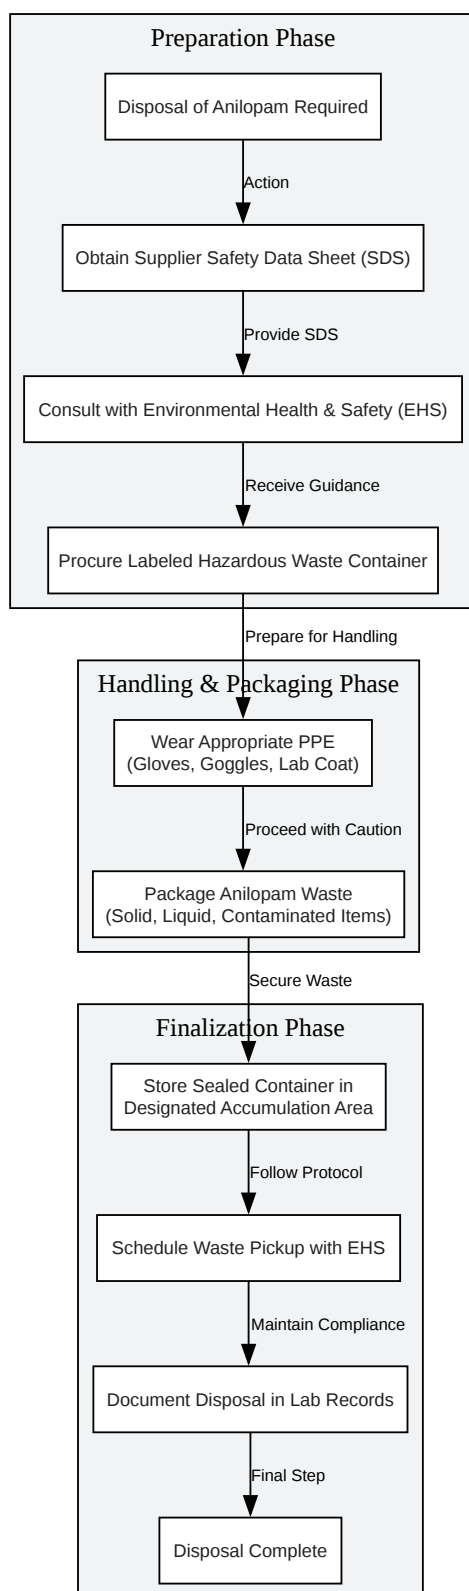 Preparation Phase
Disposal of Anilopam Required
Action
Obtain Supplier Safety Data Sheet (SDS)
Provide SDS
Consult with Environmental Health & Safety (EHS)
Receive Guidance
Procure Labeled Hazardous Waste Container
Prepare for Handling
Handling & Packaging Phase
Wear Appropriate PPE
(Gloves, Goggles, Lab Coat)
Proceed with Caution
Package Anilopam Waste
(Solid, Liquid, Contaminated Items)
Secure Waste
Finalization Phase
Store Sealed Container in
Designated Accumulation Area
Follow Protocol
Schedule Waste Pickup with EHS
Maintain Compliance
Document Disposal in Lab Records
Final Step
Disposal Complete